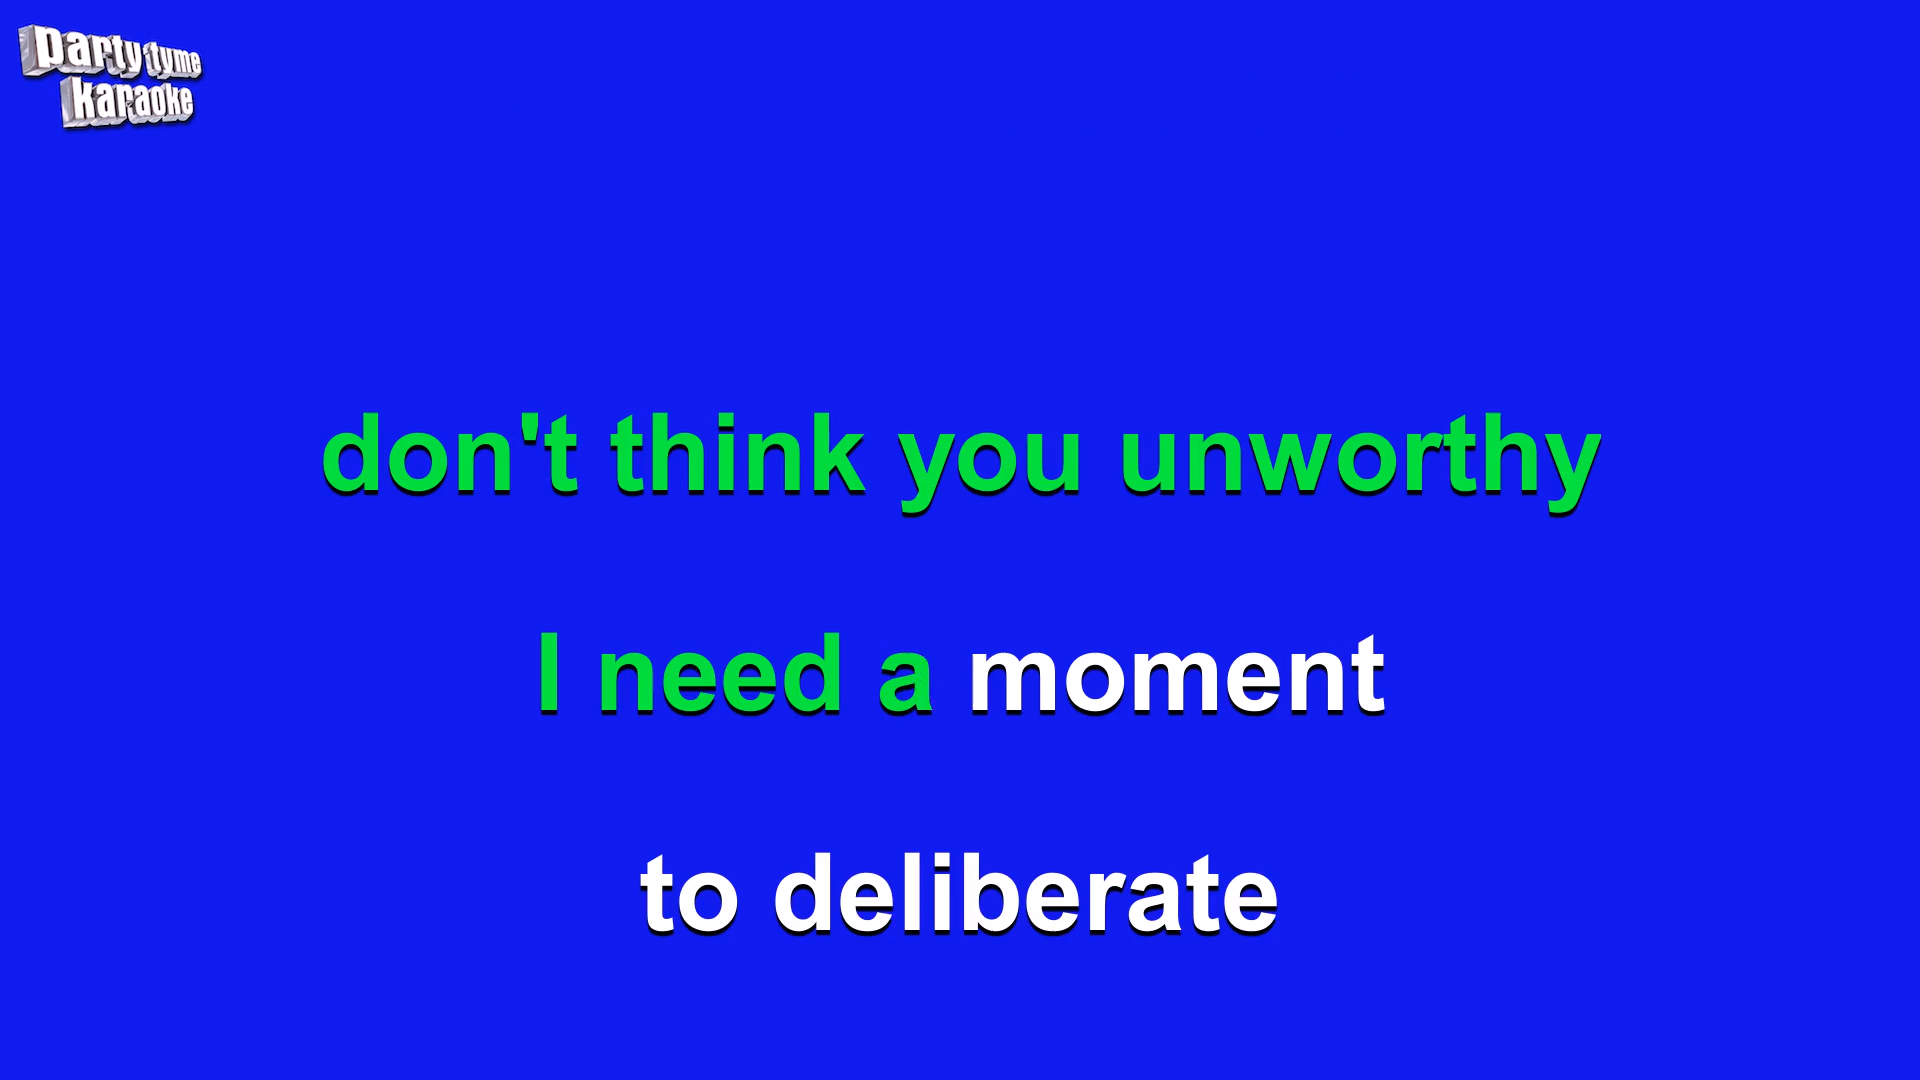 party tyme
karaoke
don't think you unworthy
I need a moment
to deliberate